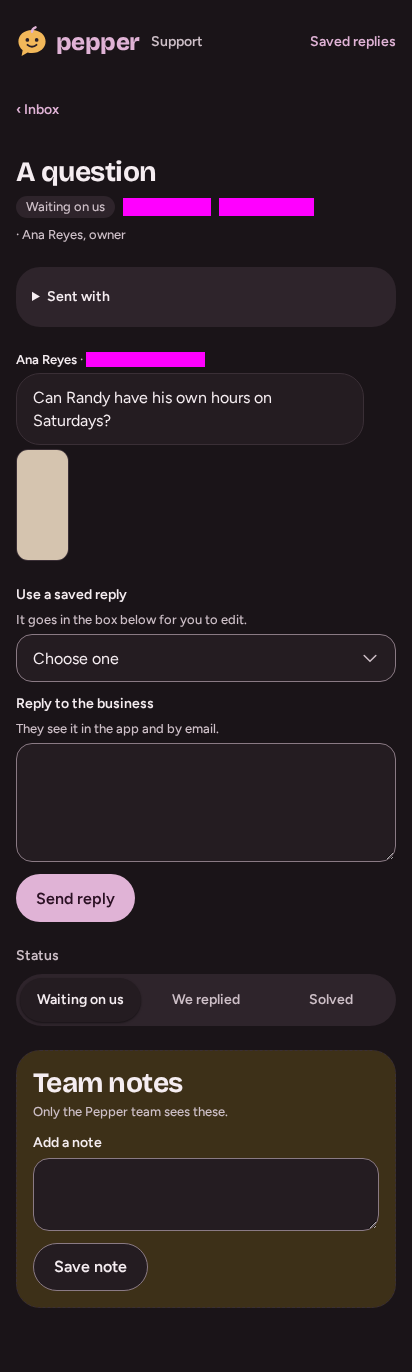 pepper Support Saved replies
‹ Inbox
A question
Waiting on us
· Ana Reyes, owner
Sent with
Ana Reyes ·
Can Randy have his own hours on
Saturdays?
Use a saved reply
It goes in the box below for you to edit.
Choose one
Reply to the business
They see it in the app and by email.
Send reply
Status
Waiting on us We replied Solved
Team notes
Only the Pepper team sees these.
Add a note
Save note